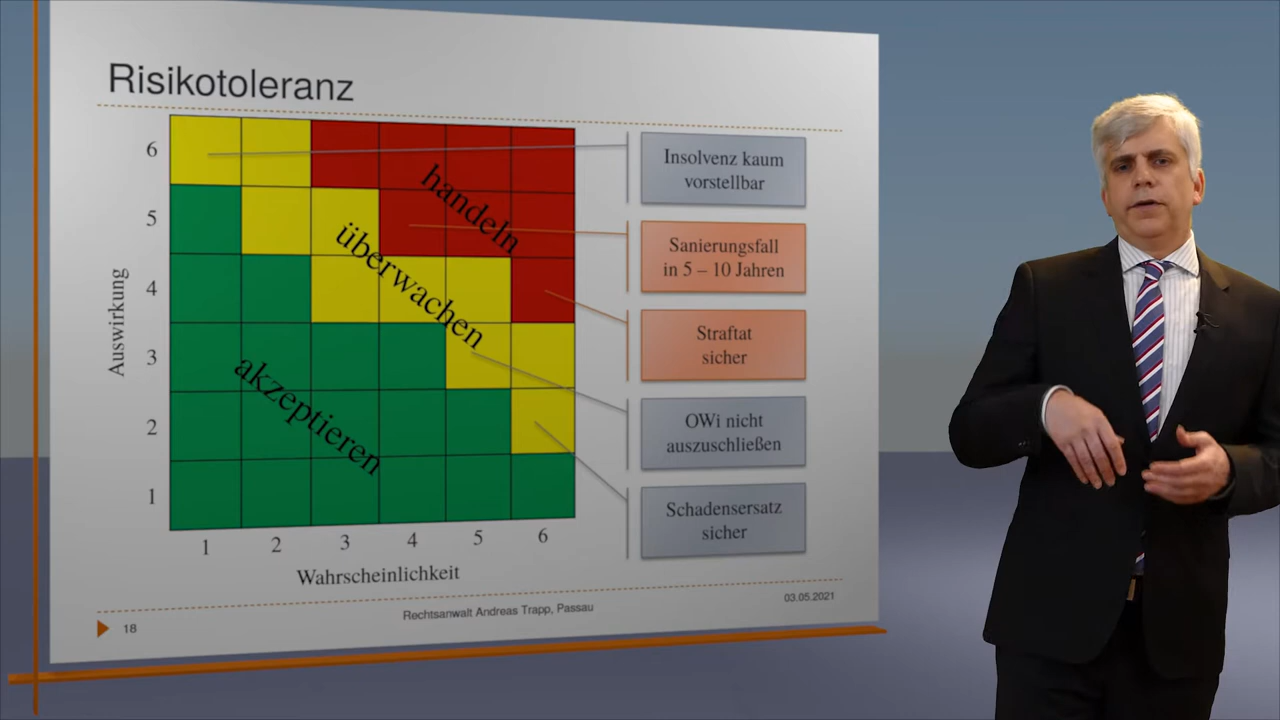 Risikotoleranz
6
5
4
3
2
1
Auswirkung
handeln
überwachen
akzeptieren
1 2 3 4 5 6
Wahrscheinlichkeit
Insolvenz kaum
vorstellbar
Sanierungsfall
in 5 – 10 Jahren
Straftat
sicher
OWi nicht
auszuschließen
Schadensersatz
sicher
18
Rechtsanwalt Andreas Trapp, Passau
03.05.2021